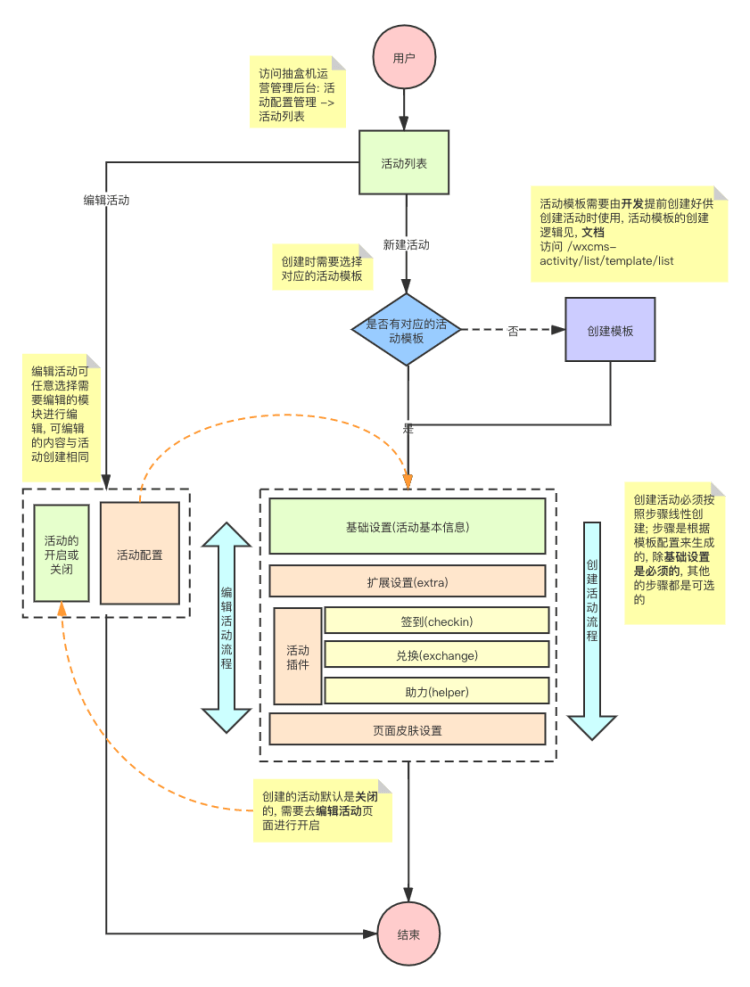 用户
访问抽盒机运
营管理后台: 活
动配置管理 ->
活动列表
活动列表
编辑活动
新建活动
活动模板需要由开发提前创建好供
创建活动时使用, 活动模板的创建
逻辑见, 文档
访问 /wxcms-
activity/list/template/list
创建时需要选择
对应的活动模板
是否有对应的活
动模板
否
创建模板
编辑活动可
任意选择需
要编辑的模
块进行编
辑, 可编辑
的内容与活
动创建相同
是
活动的
开启或
关闭
活动配置
编辑活动流程
基础设置(活动基本信息)
扩展设置(extra)
活动
插件
签到(checkin)
兑换(exchange)
助力(helper)
页面皮肤设置
创建活动流程
创建活动必须按
照步骤线性创
建; 步骤是根据
模板配置来生成
的, 除基础设置
是必须的, 其他
的步骤都是可选
的
创建的活动默认是关闭
的, 需要去编辑活动页
面进行开启
结束